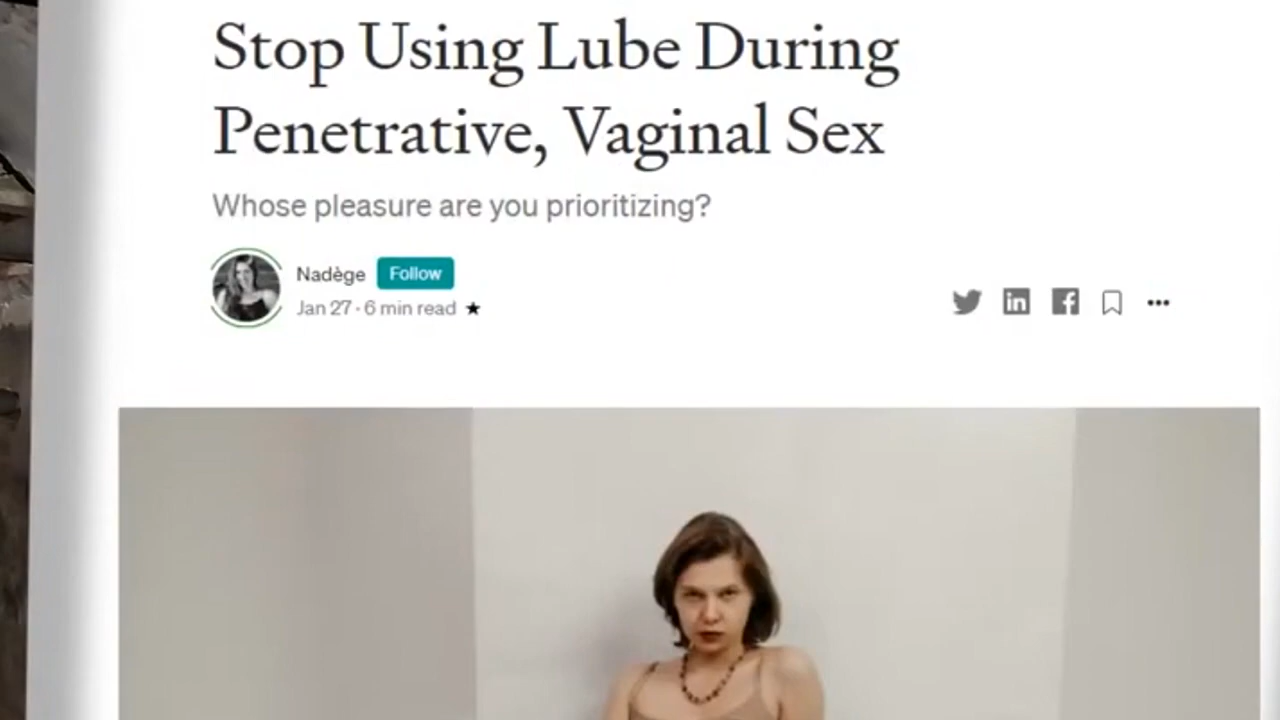 Stop Using Lube During
Penetrative, Vaginal Sex
Whose pleasure are you prioritizing?
Nadège Follow
Jan 27 · 6 min read ★